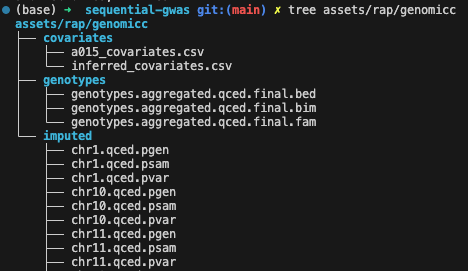 (base) ➜ sequential-gwas git:(main) ✗ tree assets/rap/genomicc
assets/rap/genomicc
├── covariates
│   ├── a015_covariates.csv
│   └── inferred_covariates.csv
├── genotypes
│   ├── genotypes.aggregated.qced.final.bed
│   ├── genotypes.aggregated.qced.final.bim
│   └── genotypes.aggregated.qced.final.fam
└── imputed
    ├── chr1.qced.pgen
    ├── chr1.qced.psam
    ├── chr1.qced.pvar
    ├── chr10.qced.pgen
    ├── chr10.qced.psam
    ├── chr10.qced.pvar
    ├── chr11.qced.pgen
    ├── chr11.qced.psam
    ├── chr11.qced.pvar